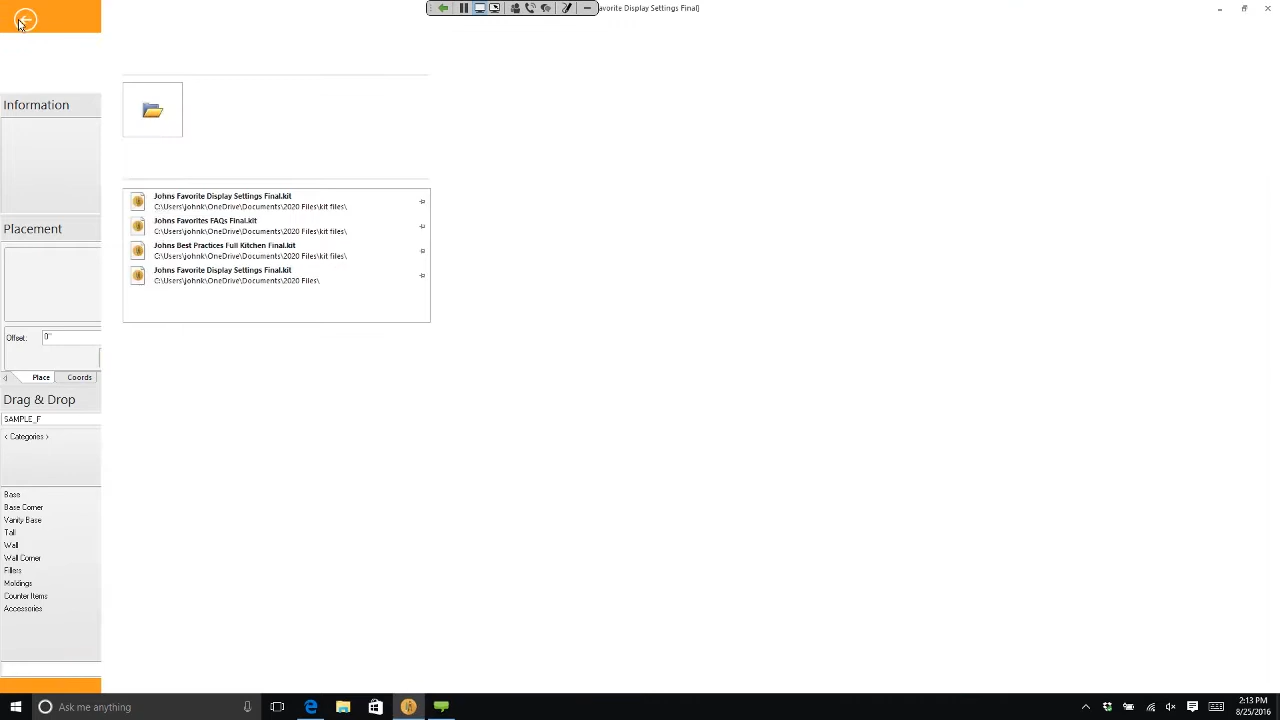 avorite Display Settings Final]
Information
Johns Favorite Display Settings Final.kit
C:\Users\johnk\OneDrive\Documents\2020 Files\kit files\
Johns Favorites FAQs Final.kit
C:\Users\johnk\OneDrive\Documents\2020 Files\kit files\
Johns Best Practices Full Kitchen Final.kit
C:\Users\johnk\OneDrive\Documents\2020 Files\kit files\
Johns Favorite Display Settings Final.kit
C:\Users\johnk\OneDrive\Documents\2020 Files\
Placement
Offset: 0"
Place Coords
Drag & Drop
SAMPLE_F
< Categories >
Base
Base Corner
Vanity Base
Tall
Wall
Wall Corner
Fillers
Moldings
Counter Items
Accessories
Ask me anything
2:13 PM
8/25/2016